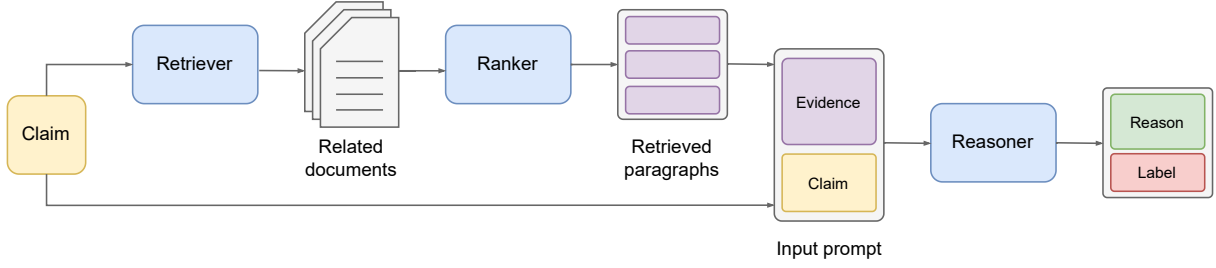 Claim
Retriever
Related
documents
Ranker
Retrieved
paragraphs
Evidence
Claim
Input prompt
Reasoner
Reason
Label